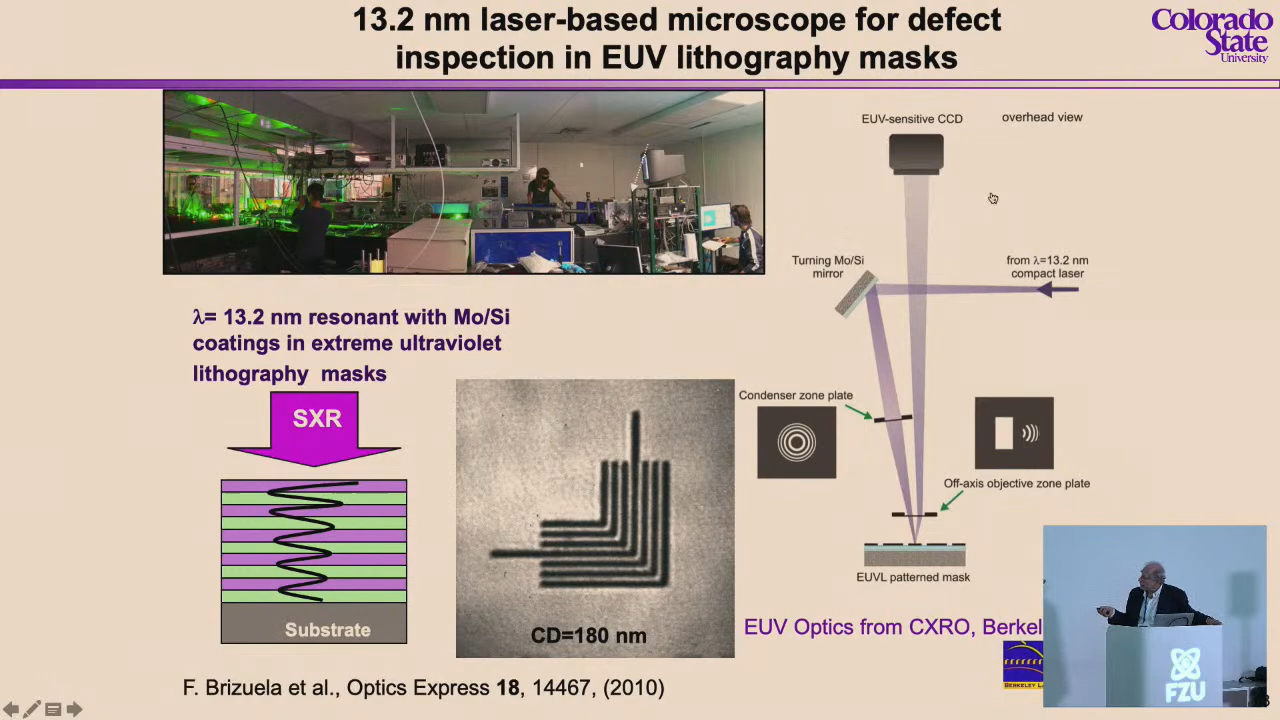 13.2 nm laser-based microscope for defect
inspection in EUV lithography masks
Colorado
State
University
EUV-sensitive CCD
overhead view
Turning Mo/Si
mirror
from λ=13.2 nm
compact laser
λ= 13.2 nm resonant with Mo/Si
coatings in extreme ultraviolet
lithography masks
SXR
Condenser zone plate
Off-axis objective zone plate
EUVL patterned mask
Substrate
CD=180 nm
EUV Optics from CXRO,
F. Brizuela et al., Optics Express 18, 14467, (2010)
FZU